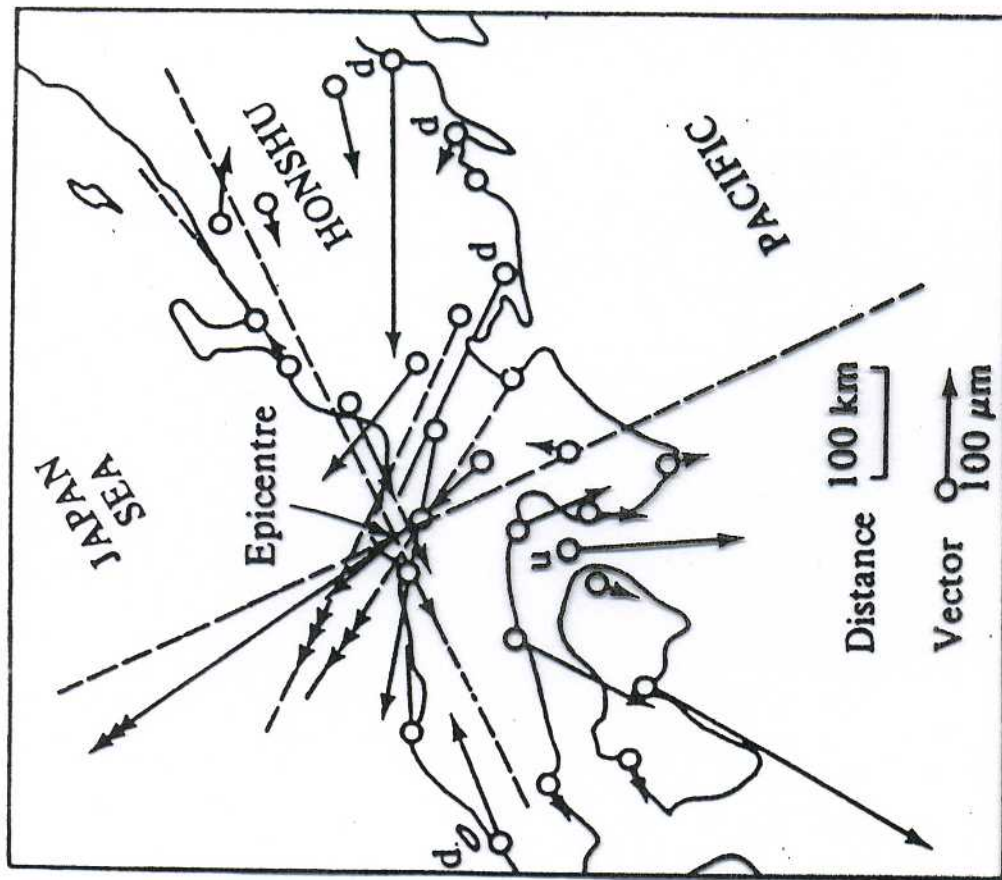 JAPAN
SEA
Epicentre
HONSHU
d
d
d
d
u
PACIFIC
Distance 100 km
Vector 100 μm